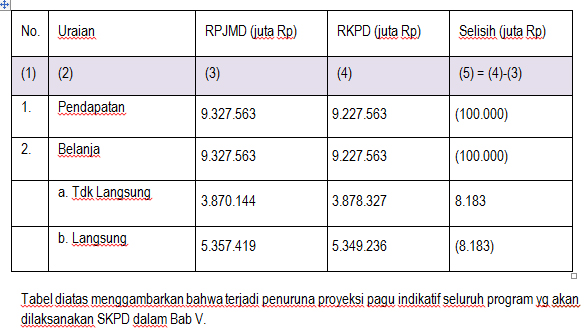 No. Uraian RPJMD (juta Rp) RKPD (juta Rp) Selisih (juta Rp)
(1) (2) (3) (4) (5) = (4)-(3)
1. Pendapatan 9.327.563 9.227.563 (100.000)
2. Belanja 9.327.563 9.227.563 (100.000)
a. Tdk Langsung 3.870.144 3.878.327 8.183
b. Langsung 5.357.419 5.349.236 (8.183)
Tabel diatas menggambarkan bahwa terjadi penuruna proyeksi pagu indikatif seluruh program yg akan
dilaksanakan SKPD dalam Bab V.